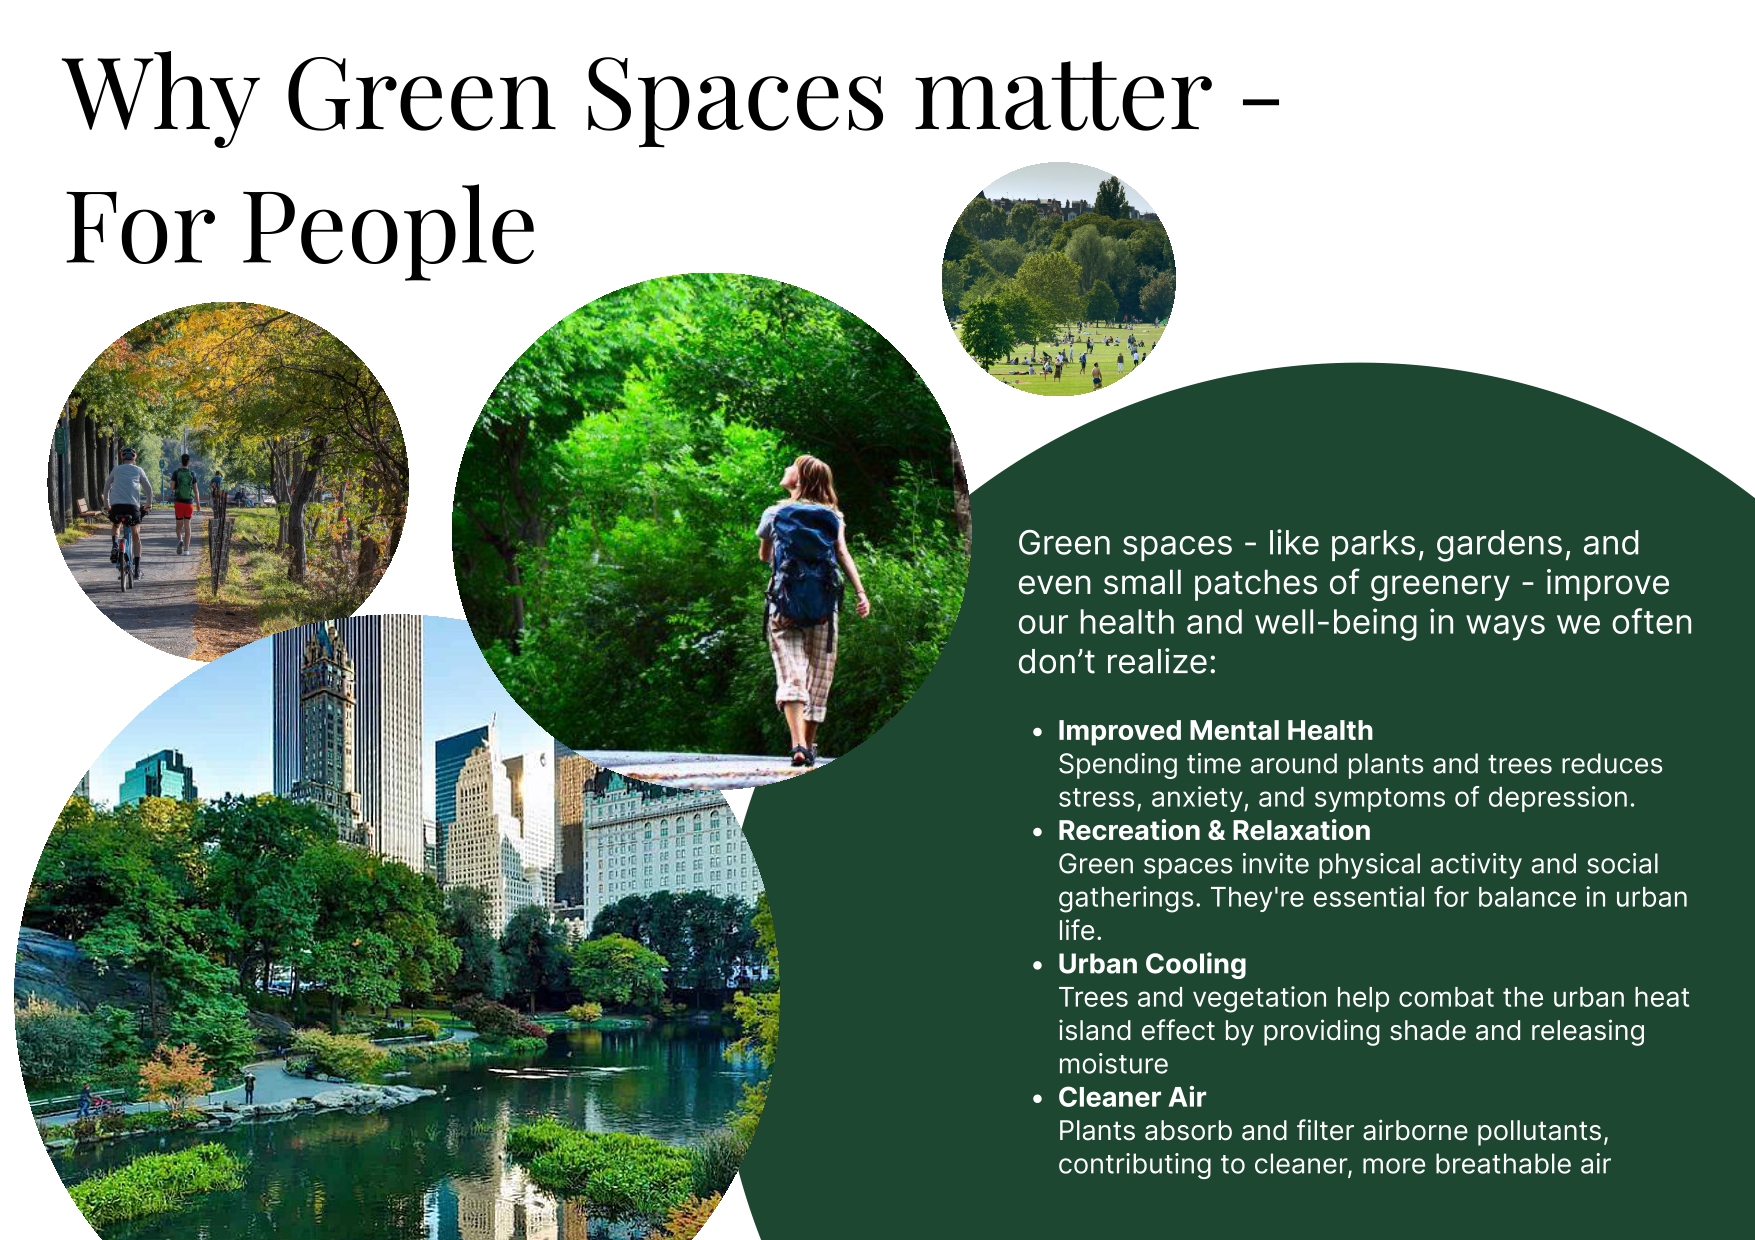 Why Green Spaces matter -
For People
Green spaces - like parks, gardens, and
even small patches of greenery - improve
our health and well-being in ways we often
don’t realize:
• Improved Mental Health
Spending time around plants and trees reduces
stress, anxiety, and symptoms of depression.
• Recreation & Relaxation
Green spaces invite physical activity and social
gatherings. They're essential for balance in urban
life.
• Urban Cooling
Trees and vegetation help combat the urban heat
island effect by providing shade and releasing
moisture
• Cleaner Air
Plants absorb and filter airborne pollutants,
contributing to cleaner, more breathable air